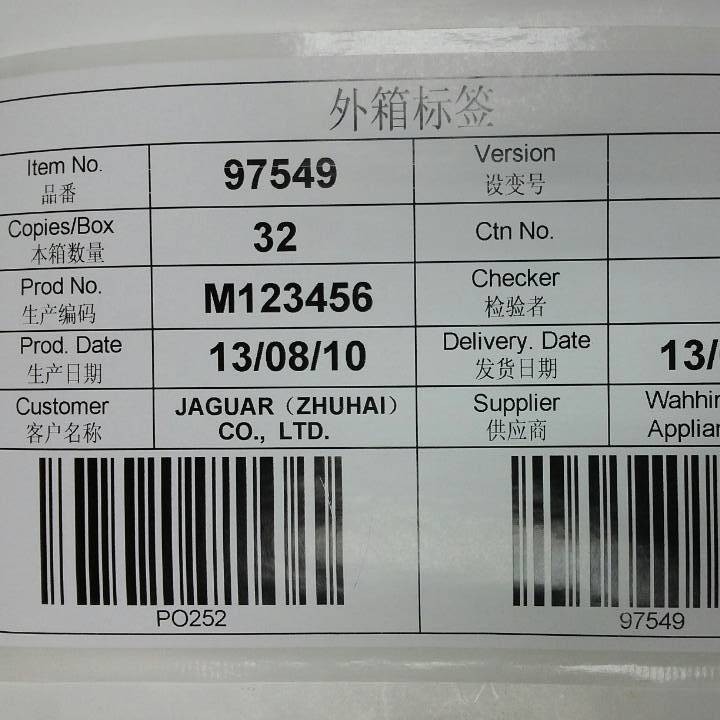 外箱标签
Item No. 97549 Version
品番 设变号
Copies/Box 32 Ctn No.
本箱数量
Prod No. M123456 Checker
生产编码 检验者
Prod. Date 13/08/10 Delivery. Date 13/
生产日期 发货日期
Customer JAGUAR（ZHUHAI） Supplier
客户名称 CO., LTD. 供应商
PO252 97549